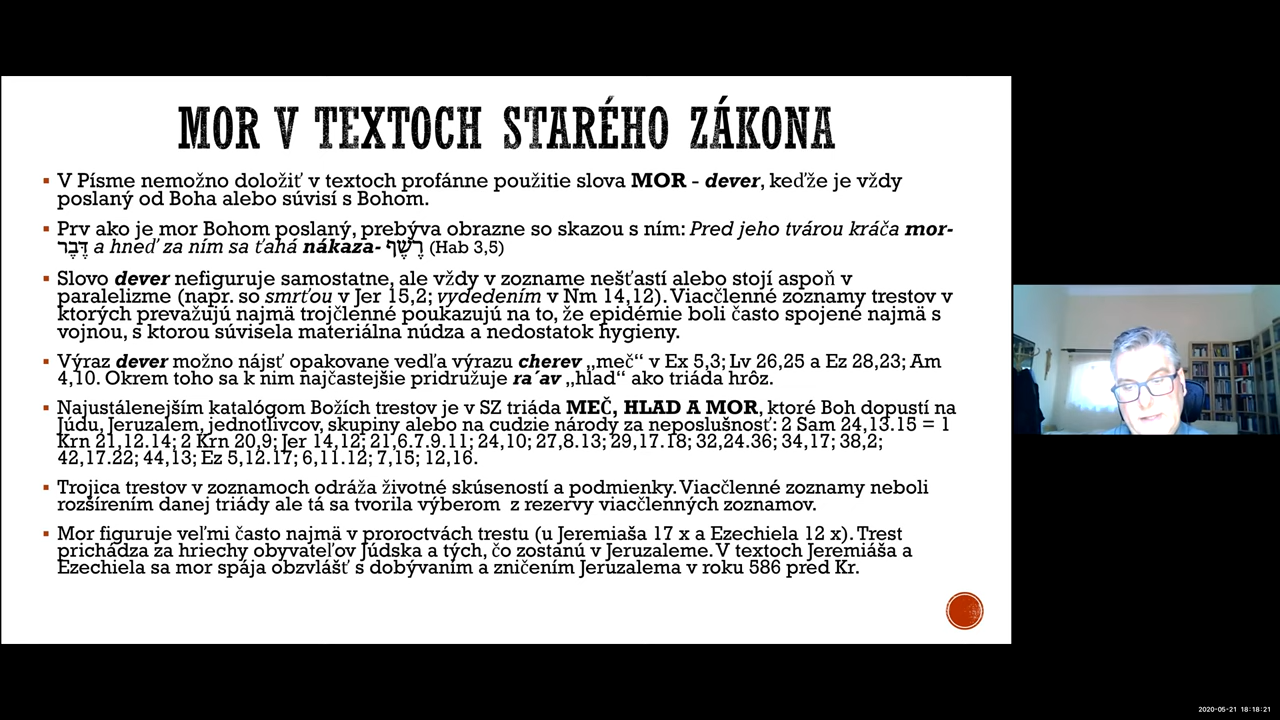 MOR V TEXTOCH STARÉHO ZÁKONA
▪ V Písme nemožno doložiť v textoch profánne použitie slova MOR - dever, keďže je vždy
poslaný od Boha alebo súvisí s Bohom.
▪ Prv ako je mor Bohom poslaný, prebýva obrazne so skazou s ním: Pred jeho tvárou kráča mor-
דֶּבֶר a hneď za ním sa ťahá nákaza- רֶשֶׁף (Hab 3,5)
▪ Slovo dever nefiguruje samostatne, ale vždy v zozname nešťastí alebo stojí aspoň v
paralelizme (napr. so smrťou v Jer 15,2; vydedením v Nm 14,12). Viacčlenné zoznamy trestov v
ktorých prevažujú najmä trojčlenné poukazujú na to, že epidémie boli často spojené najmä s
vojnou, s ktorou súvisela materiálna núdza a nedostatok hygieny.
▪ Výraz dever možno nájsť opakovane vedľa výrazu cherev „meč“ v Ex 5,3; Lv 26,25 a Ez 28,23; Am
4,10. Okrem toho sa k nim najčastejšie pridružuje ra´av „hlad“ ako triáda hrôz.
▪ Najustálenejším katalógom Božích trestov je v SZ triáda MEČ, HLAD A MOR, ktoré Boh dopustí na
Júdu, Jeruzalem, jednotlivcov, skupiny alebo na cudzie národy za neposlušnosť: 2 Sam 24,13.15 = 1
Krn 21,12.14; 2 Krn 20,9; Jer 14,12; 21,6.7.9.11; 24,10; 27,8.13; 29,17.18; 32,24.36; 34,17; 38,2;
42,17.22; 44,13; Ez 5,12.17; 6,11.12; 7,15; 12,16.
▪ Trojica trestov v zoznamoch odráža životné skúseností a podmienky. Viacčlenné zoznamy neboli
rozšírením danej triády ale tá sa tvorila výberom z rezervy viacčlenných zoznamov.
▪ Mor figuruje veľmi často najmä v proroctvách trestu (u Jeremiaša 17 x a Ezechiela 12 x). Trest
prichádza za hriechy obyvateľov Júdska a tých, čo zostanú v Jeruzaleme. V textoch Jeremiáša a
Ezechiela sa mor spája obzvlášť s dobývaním a zničením Jeruzalema v roku 586 pred Kr.
2020-05-21 18:18:21